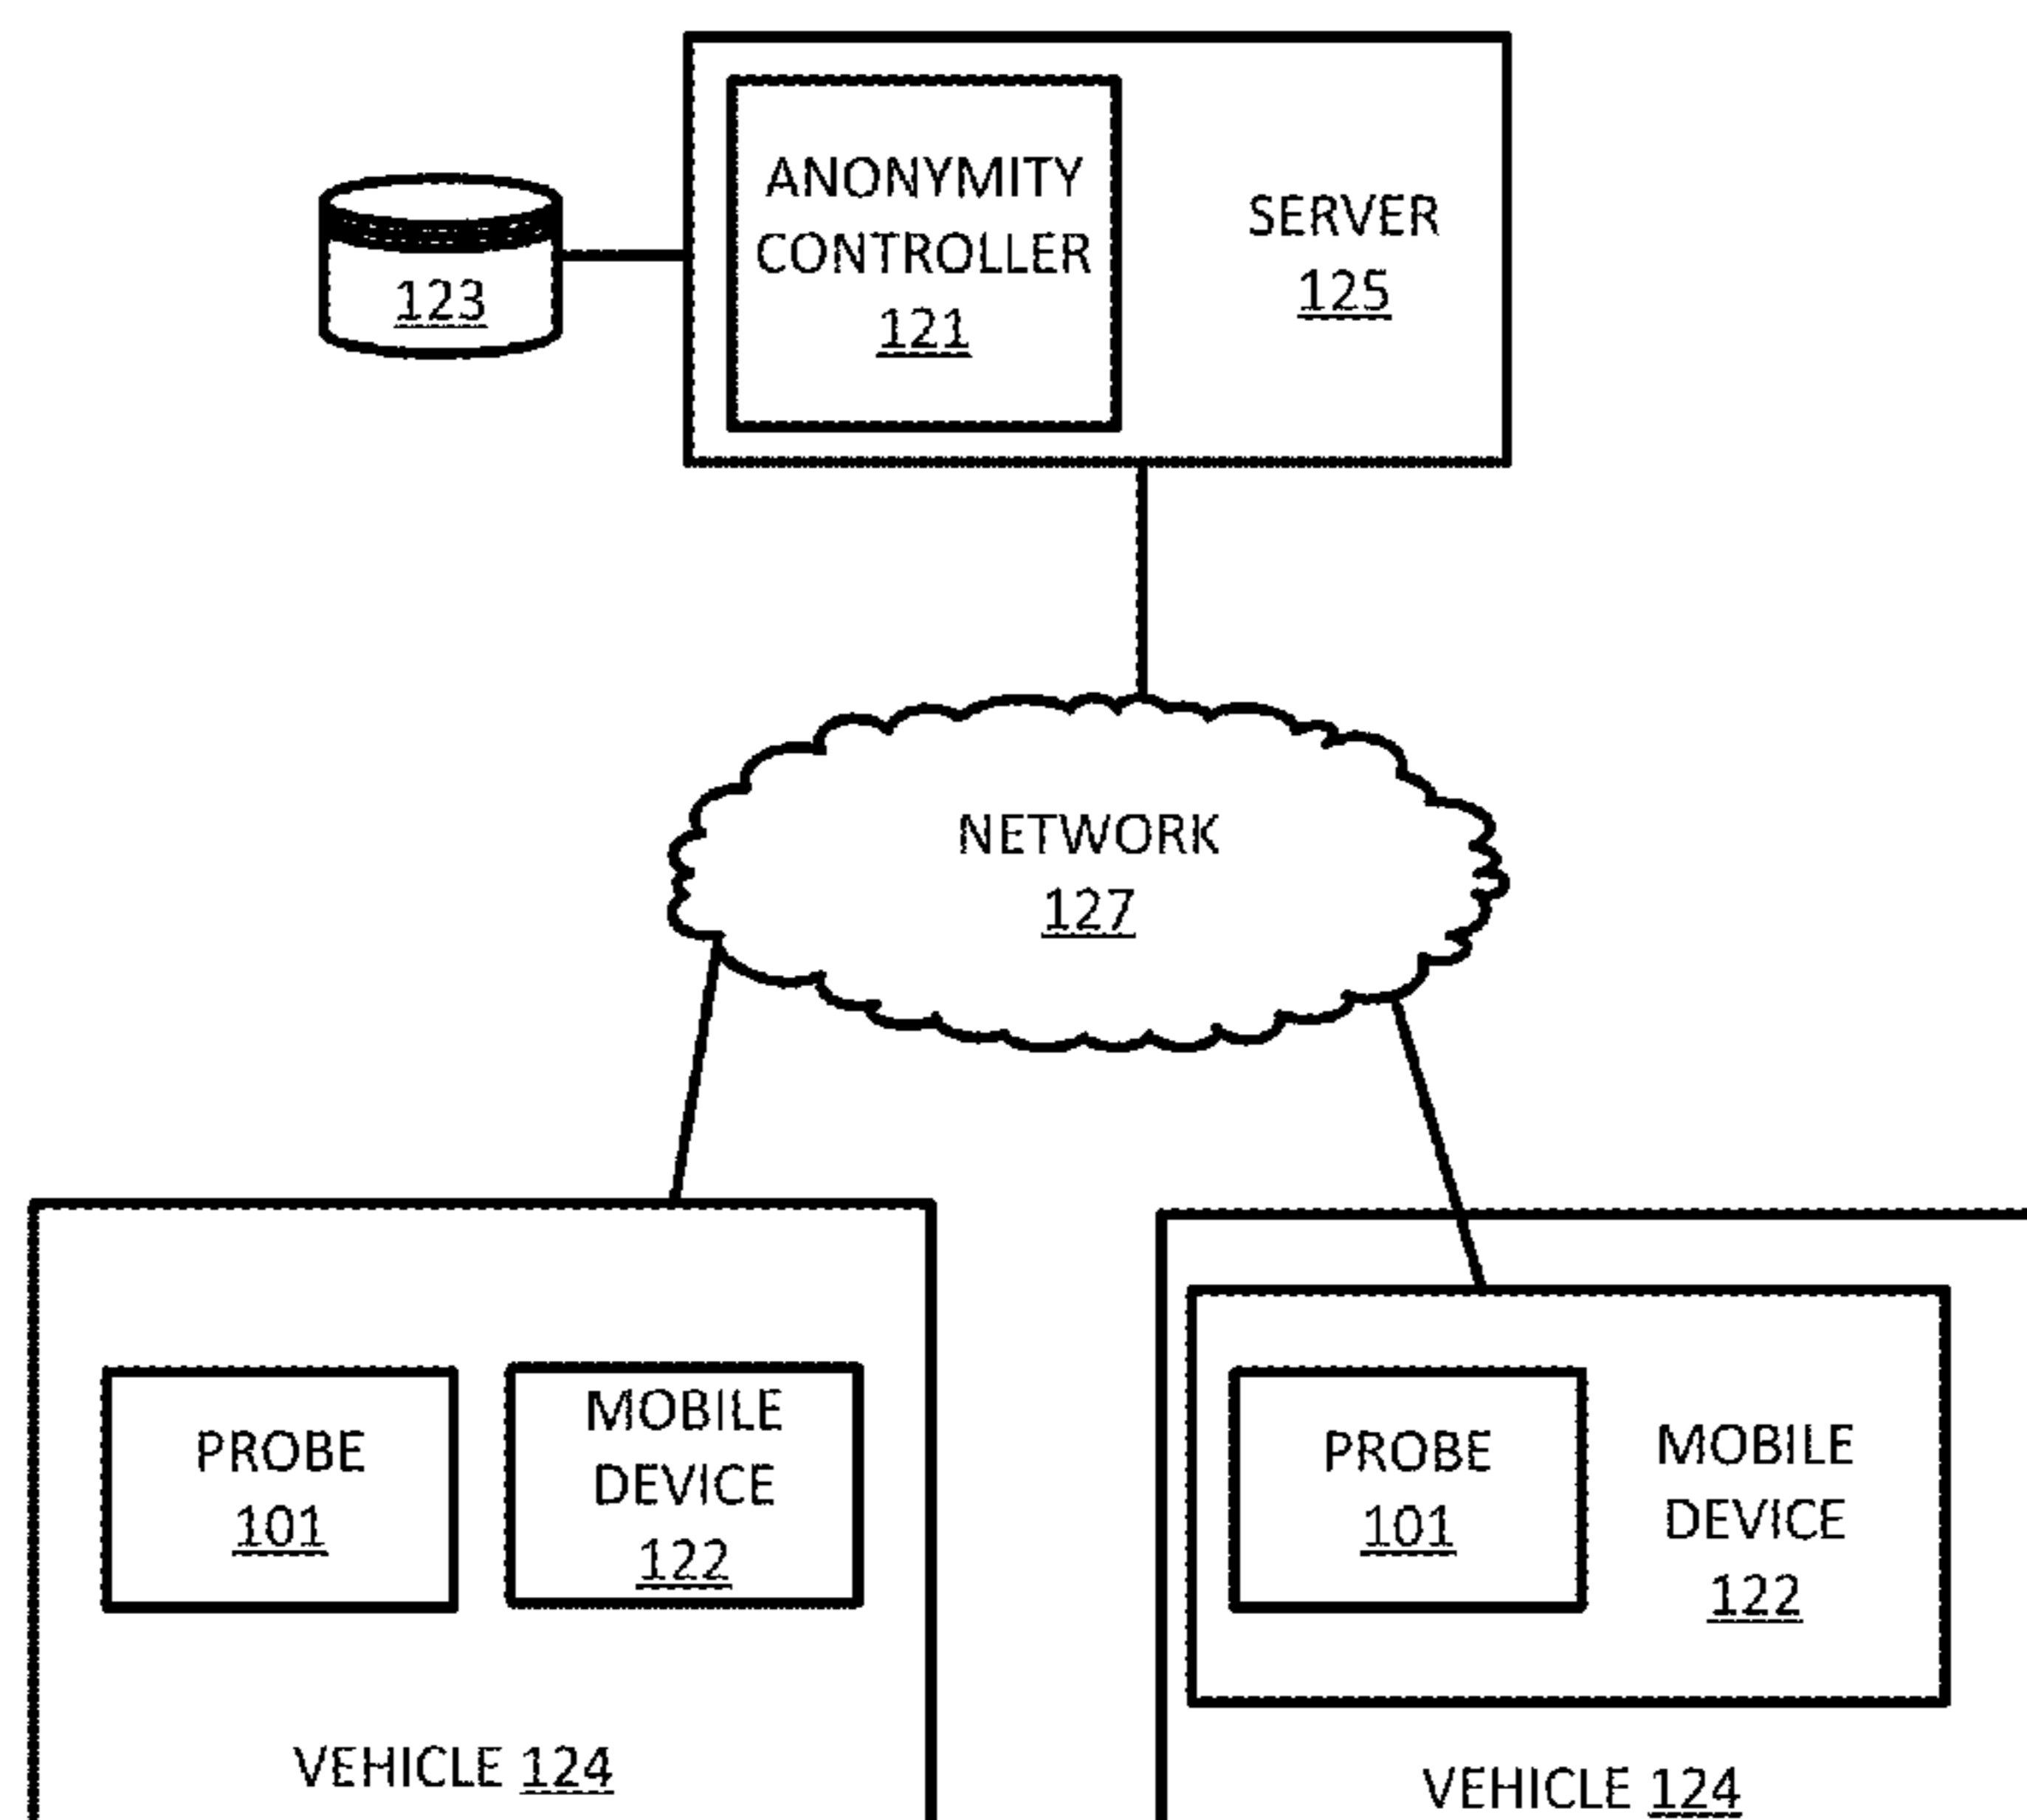 ANONYMITY
CONTROLLER
121
SERVER
125
123
NETWORK
127
PROBE
101
MOBILE
DEVICE
122
VEHICLE 124
PROBE
101
MOBILE
DEVICE
122
VEHICLE 124